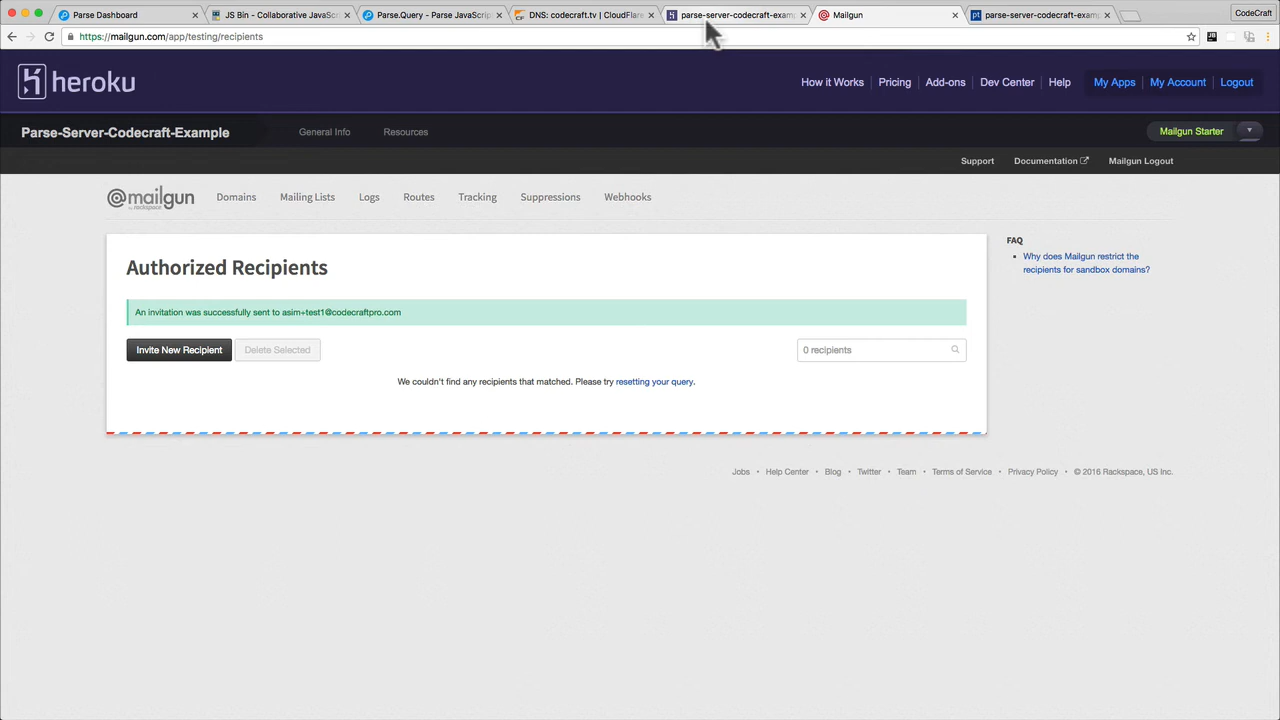 Parse Dashboard
JS Bin - Collaborative JavaScri
Parse.Query - Parse JavaScript
DNS: codecraft.tv | CloudFlare
parse-server-codecraft-examp
Mailgun
parse-server-codecraft-examp
CodeCraft
https://mailgun.com/app/testing/recipients
heroku
How it Works
Pricing
Add-ons
Dev Center
Help
My Apps
My Account
Logout
Parse-Server-Codecraft-Example
General Info
Resources
Mailgun Starter
Support
Documentation
Mailgun Logout
@mailgun
by rackspace
Domains
Mailing Lists
Logs
Routes
Tracking
Suppressions
Webhooks
Authorized Recipients
An invitation was successfully sent to asim+test1@codecraftpro.com
Invite New Recipient
Delete Selected
0 recipients
We couldn't find any recipients that matched. Please try resetting your query.
FAQ
Why does Mailgun restrict the
recipients for sandbox domains?
Jobs • Help Center • Blog • Twitter • Team • Terms of Service • Privacy Policy • © 2016 Rackspace, US Inc.